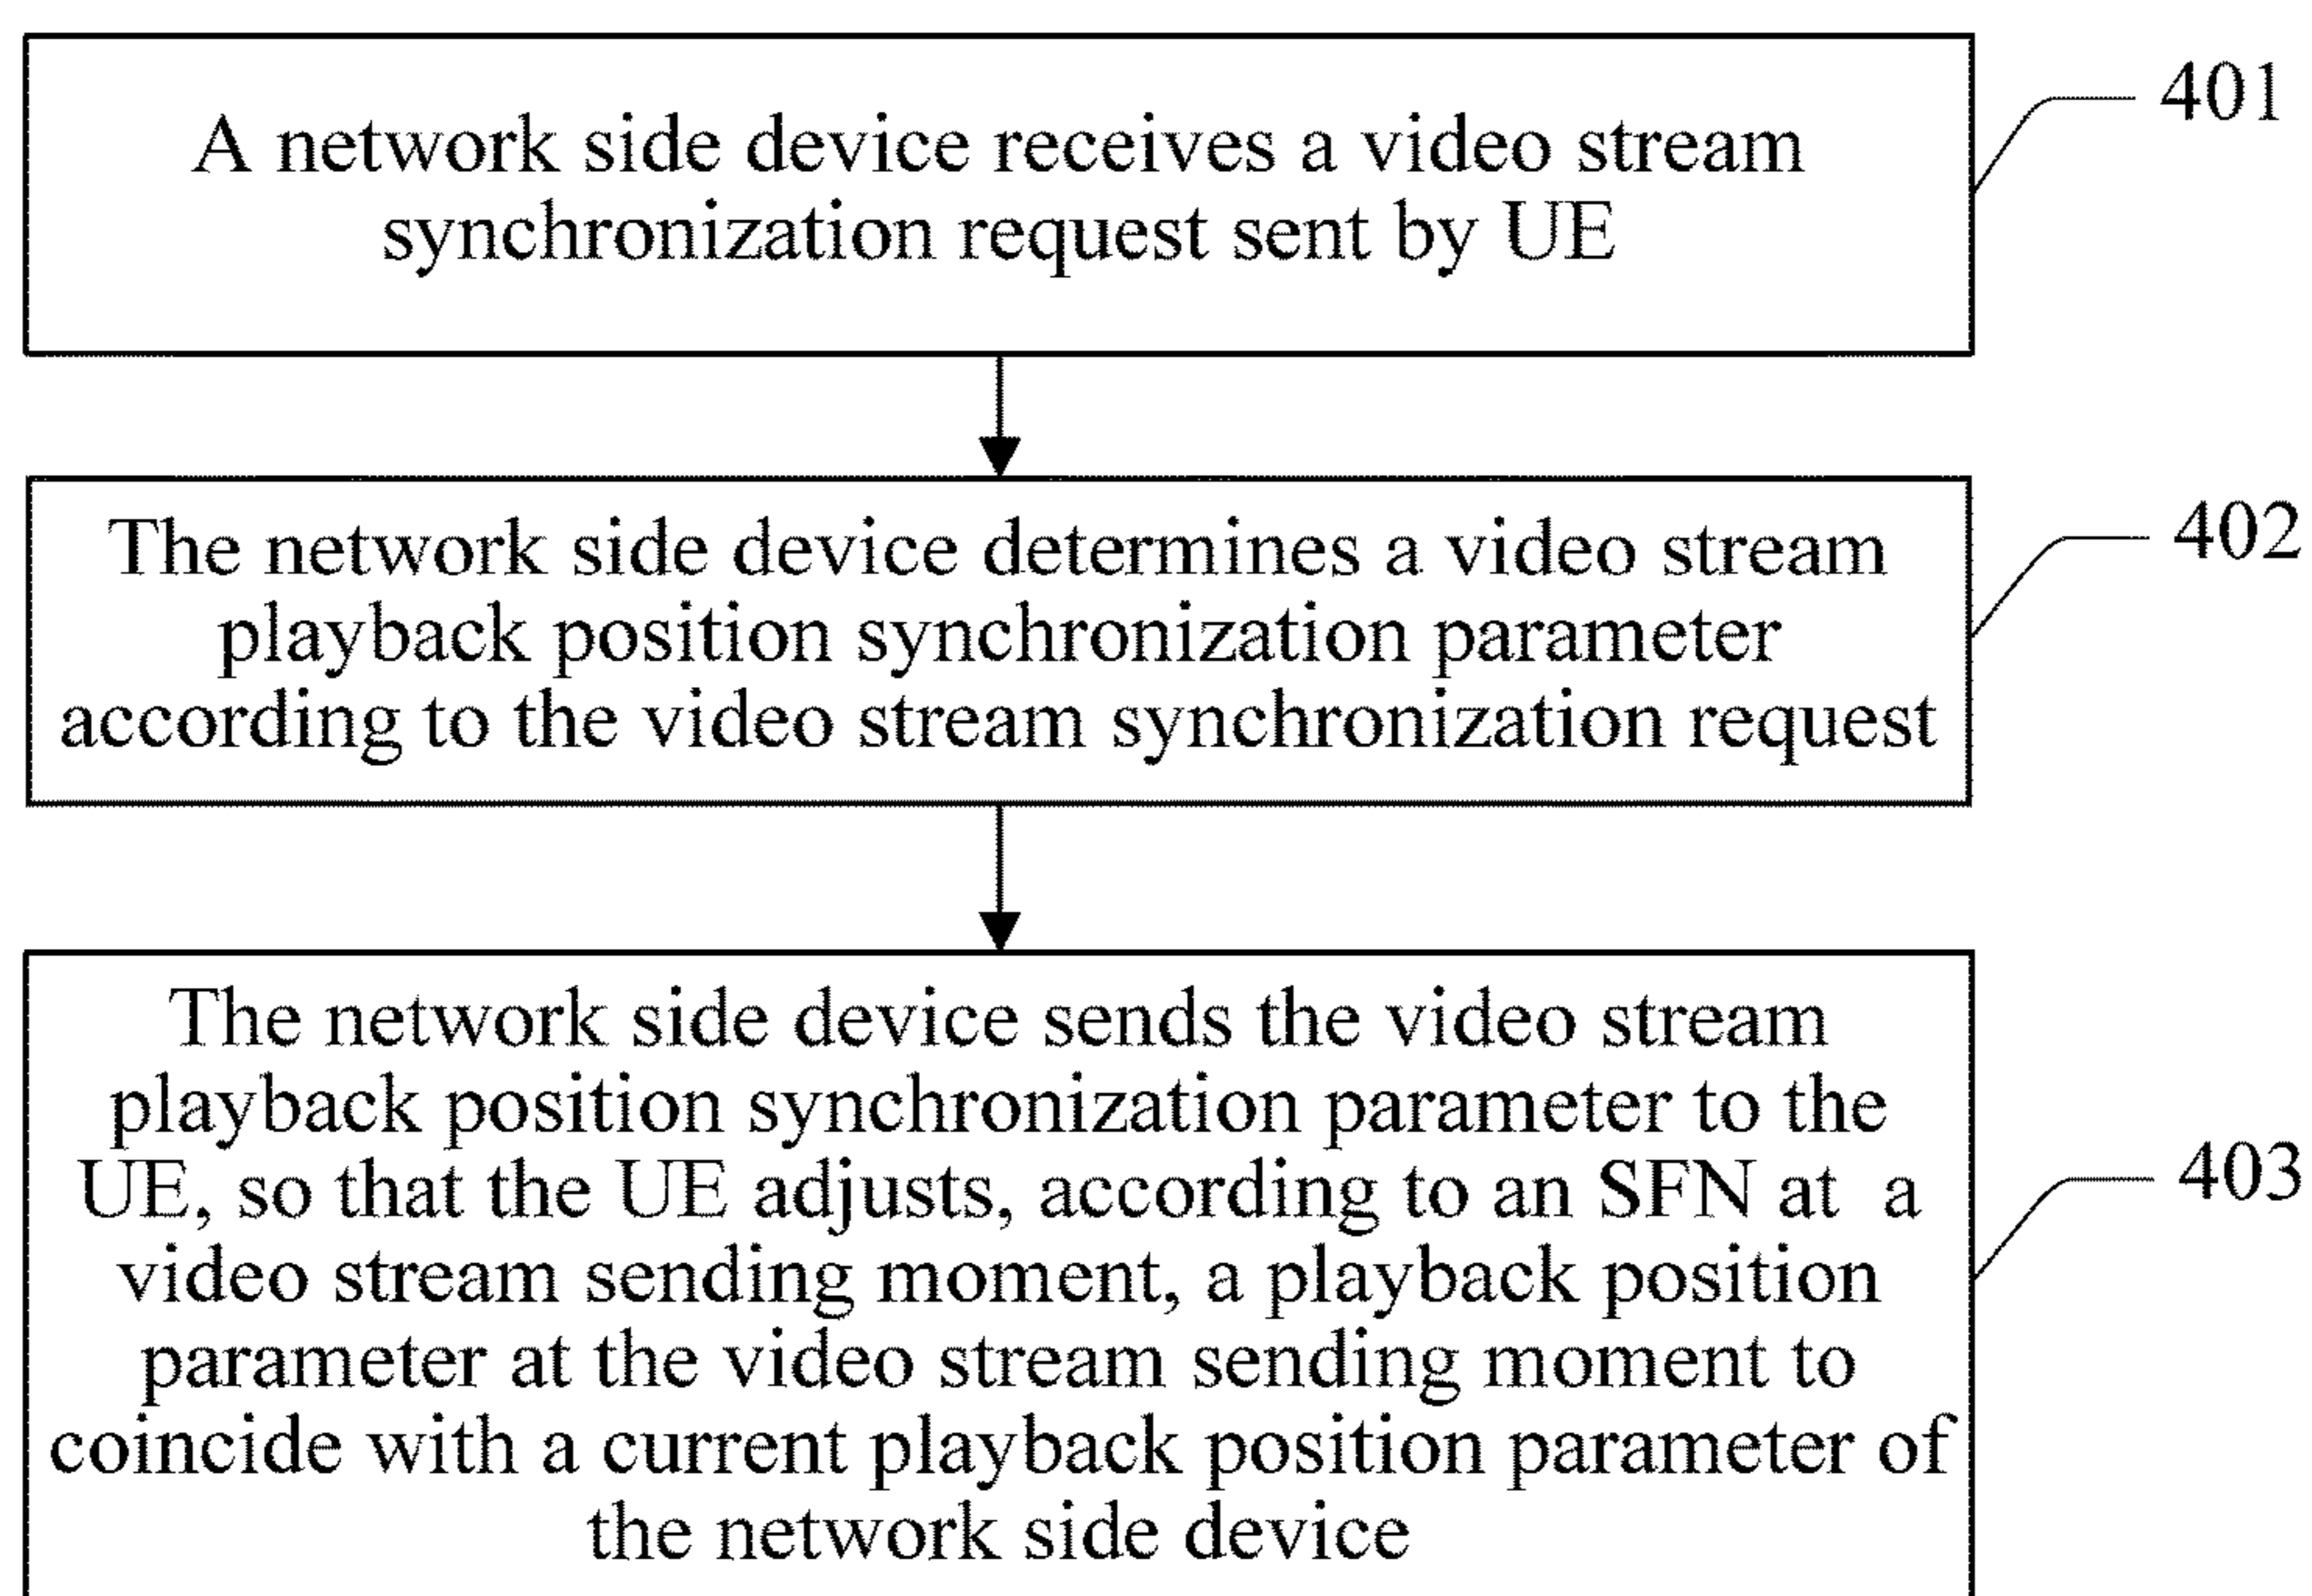 A network side device receives a video stream
synchronization request sent by UE
401
The network side device determines a video stream
playback position synchronization parameter
according to the video stream synchronization request
402
The network side device sends the video stream
playback position synchronization parameter to the
UE, so that the UE adjusts, according to an SFN at a
video stream sending moment, a playback position
parameter at the video stream sending moment to
coincide with a current playback position parameter of
the network side device
403